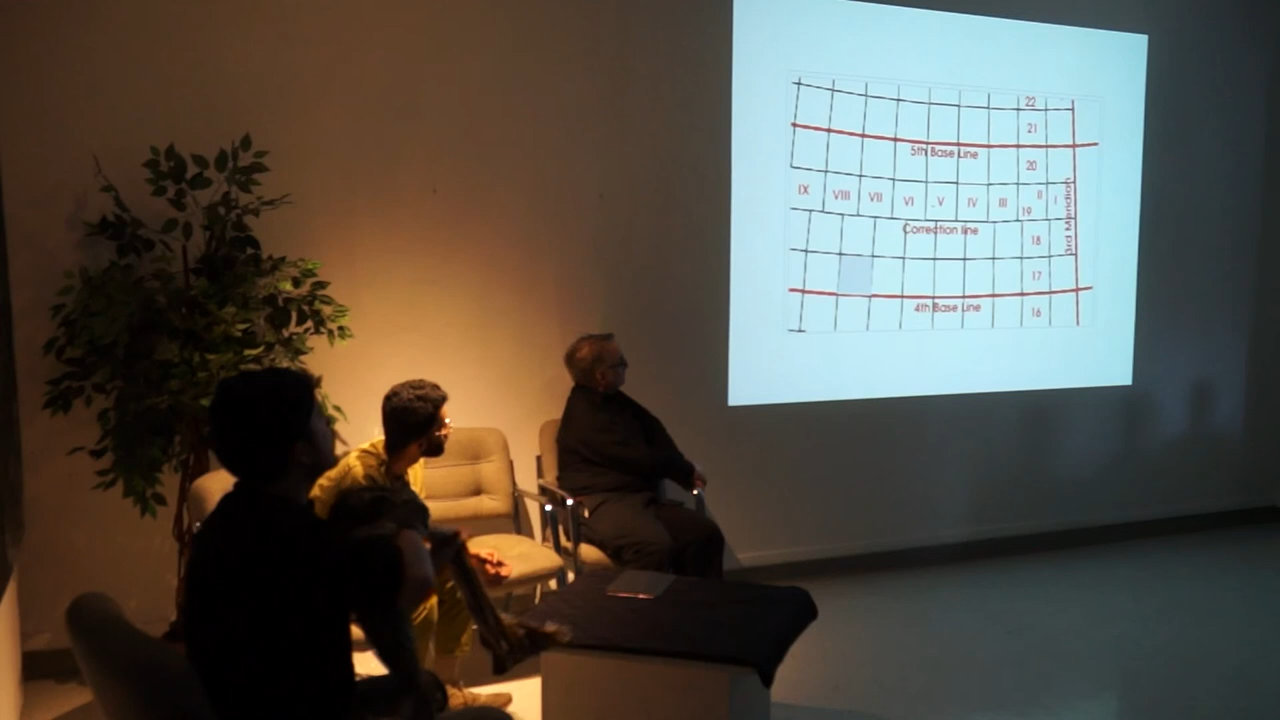 22
21
5th Base Line
20
IX VIII VII VI V IV III II I
19
3rd Meridian
Correction line
18
17
4th Base Line
16